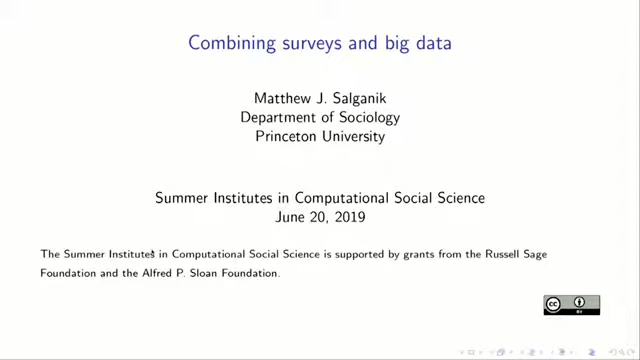 Combining surveys and big data
Matthew J. Salganik
Department of Sociology
Princeton University
Summer Institutes in Computational Social Science
June 20, 2019
The Summer Institutes in Computational Social Science is supported by grants from the Russell Sage
Foundation and the Alfred P. Sloan Foundation.
cc
BY